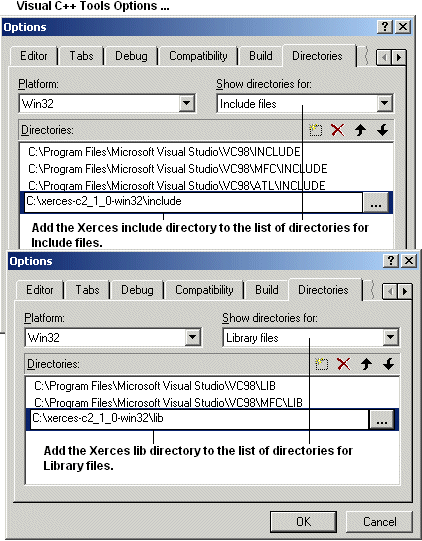 Visual C++ Tools Options ...
Options
Editor Tabs Debug Compatibility Build Directories
Platform: Show directories for:
Win32 Include files
Directories:
C:\Program Files\Microsoft Visual Studio\VC98\INCLUDE
C:\Program Files\Microsoft Visual Studio\VC98\MFC\INCLUDE
C:\Program Files\Microsoft Visual Studio\VC98\ATL\INCLUDE
C:\xerces-c2_1_0-win32\include ...
Add the Xerces include directory to the list of directories for
Include files.
Options
Editor Tabs Debug Compatibility Build Directories
Platform: Show directories for:
Win32 Library files
Directories:
C:\Program Files\Microsoft Visual Studio\VC98\LIB
C:\Program Files\Microsoft Visual Studio\VC98\MFC\LIB
C:\xerces-c2_1_0-win32\lib ...
Add the Xerces lib directory to the list of directories for
Library files.
OK Cancel